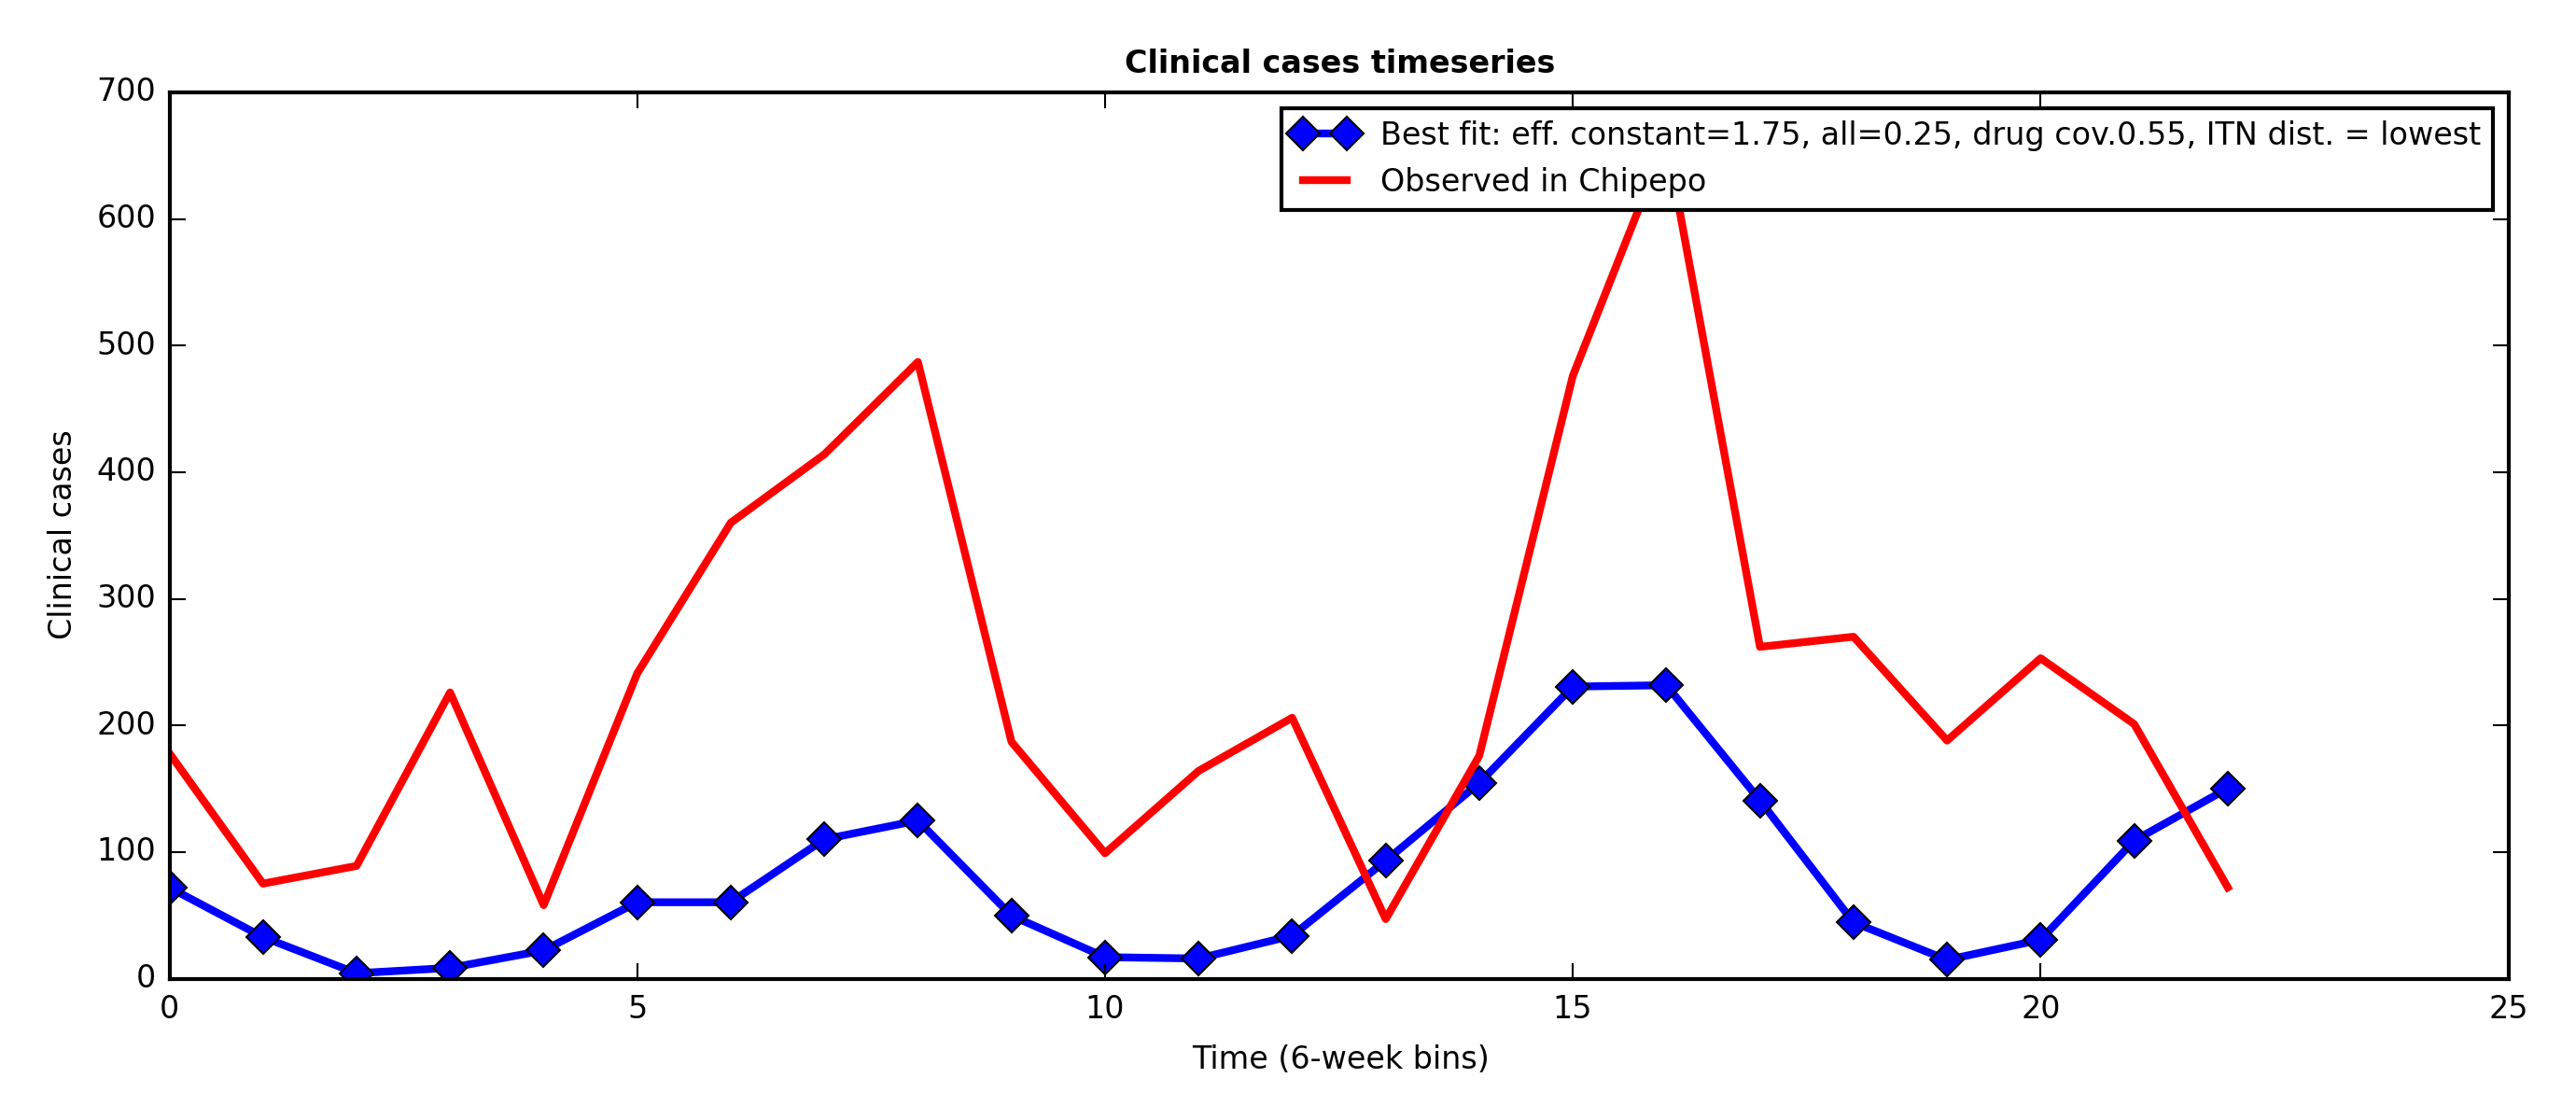 Clinical cases timeseries
700
600
500
400
300
200
100
0
Clinical cases
Best fit: eff. constant=1.75, all=0.25, drug cov.0.55, ITN dist. = lowest
Observed in Chipepo
0 5 10 15 20 25
Time (6-week bins)